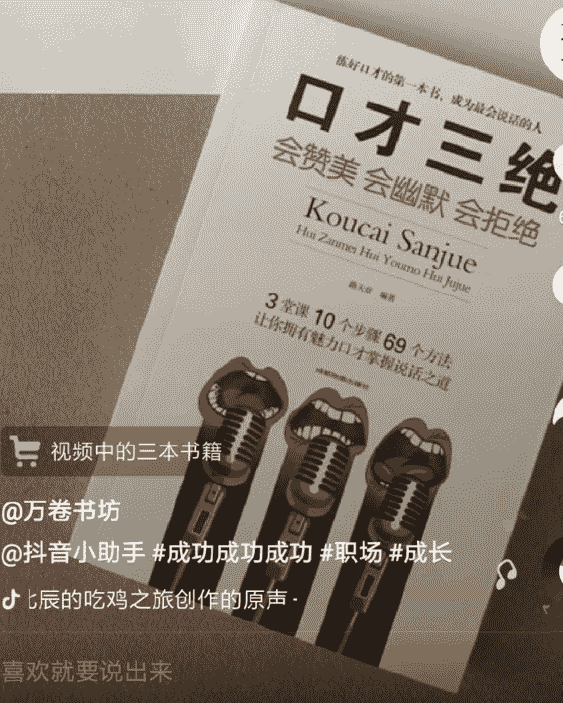 练好口才的第一本书，成为最会说话的人
口才三绝
会赞美 会幽默 会拒绝
Koucai Sanjue
Hui Zanmei Hui Youmo Hui Jujue
编著
3堂课 10个步骤 69个方法
让你拥有魅力口才掌握说话之道
视频中的三本书籍
@万卷书坊
@抖音小助手 #成功成功成功 #职场 #成长
辰的吃鸡之旅创作的原声-
喜欢就要说出来